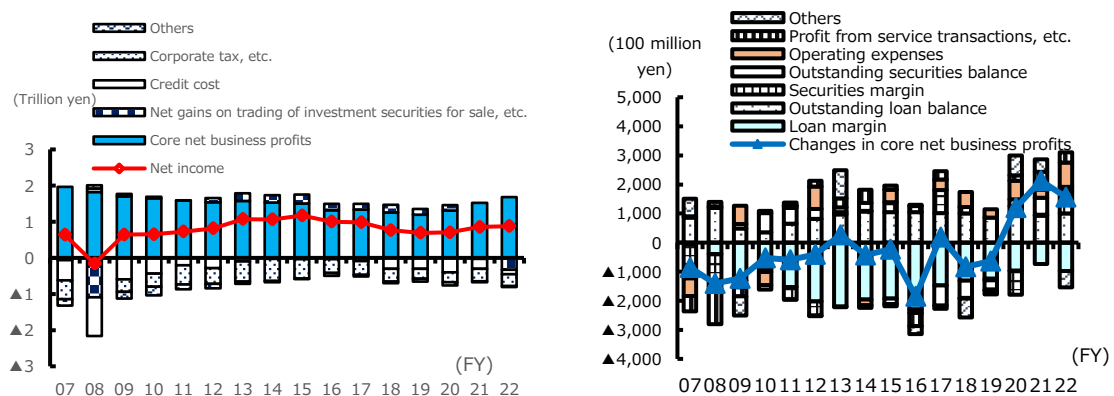 Others
Corporate tax, etc.
Credit cost
(Trillion yen)
Net gains on trading of investment securities for sale, etc.
Core net business profits
Net income
3
2
1
0
▲1
▲2
▲3
(FY)
07 08 09 10 11 12 13 14 15 16 17 18 19 20 21 22
Others
Profit from service transactions, etc.
(100 million
yen)
Operating expenses
Outstanding securities balance
Securities margin
Outstanding loan balance
Loan margin
Changes in core net business profits
5,000
4,000
3,000
2,000
1,000
0
▲1,000
▲2,000
▲3,000
▲4,000
(FY)
07 08 09 10 11 12 13 14 15 16 17 18 19 20 21 22